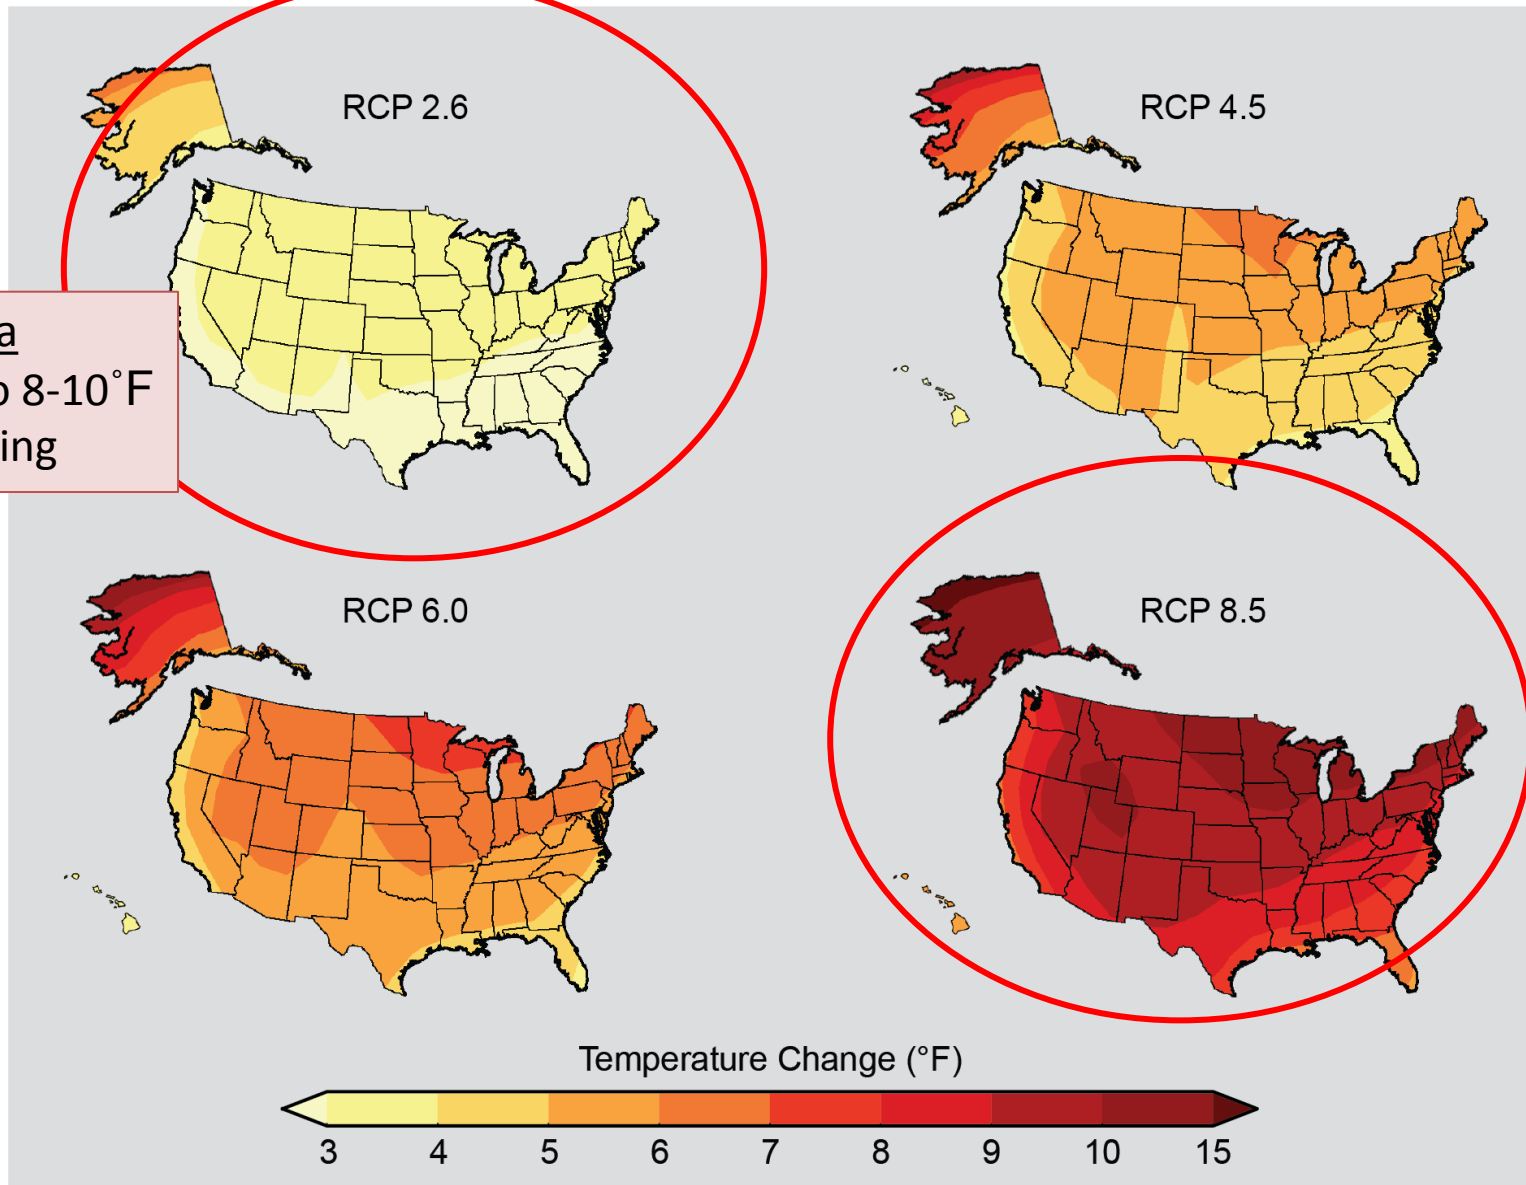 RCP 2.6
RCP 4.5
a
8-10˚F
ing
RCP 6.0
RCP 8.5
Temperature Change (°F)
3 4 5 6 7 8 9 10 15